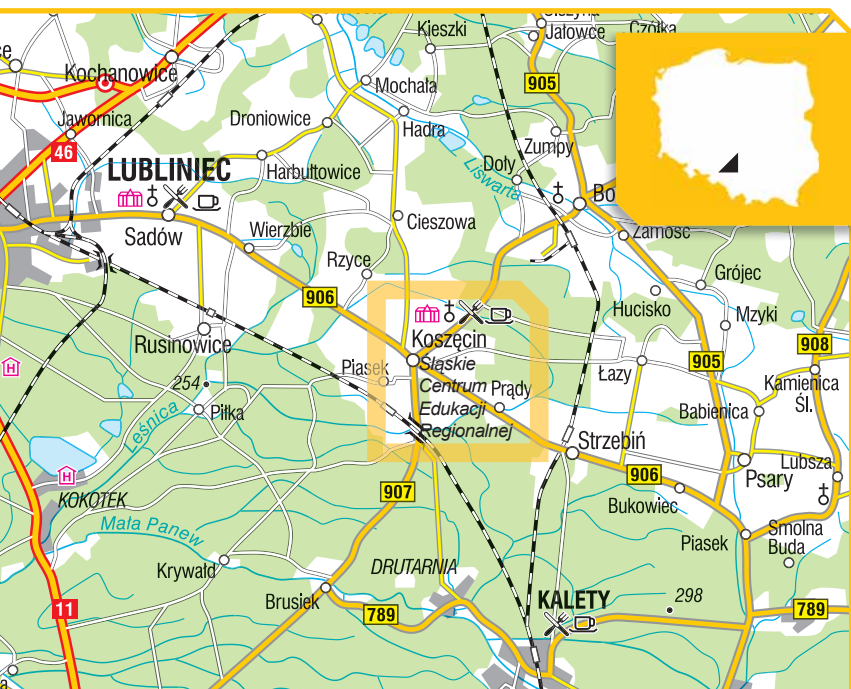 Kieszki
Jałowce
Czółka
Kochanowice
Mochała
905
Jawornica
Droniowice
Hadra
Zumpy
46
LUBLINIEC
Harbułtowice
Doły
Liswarta
Bo
Sadów
Wierzbie
Cieszowa
Zamość
Rzyce
Grójec
906
Hucisko
Mzyki
Rusinowice
Koszęcin
Śląskie
Centrum
Edukacji
Regionalnej
905
908
Piasek
Łazy
Kamienica
Śl.
254
Prądy
Babienica
H
Piłka
Leśnica
Strzebiń
Psary
Lubsza
H
906
KOKOTEK
907
Bukowiec
Mała Panew
Piasek
Smolna
Buda
Krywałd
DRUTARNIA
Brusiek
KALETY
298
11
789
789